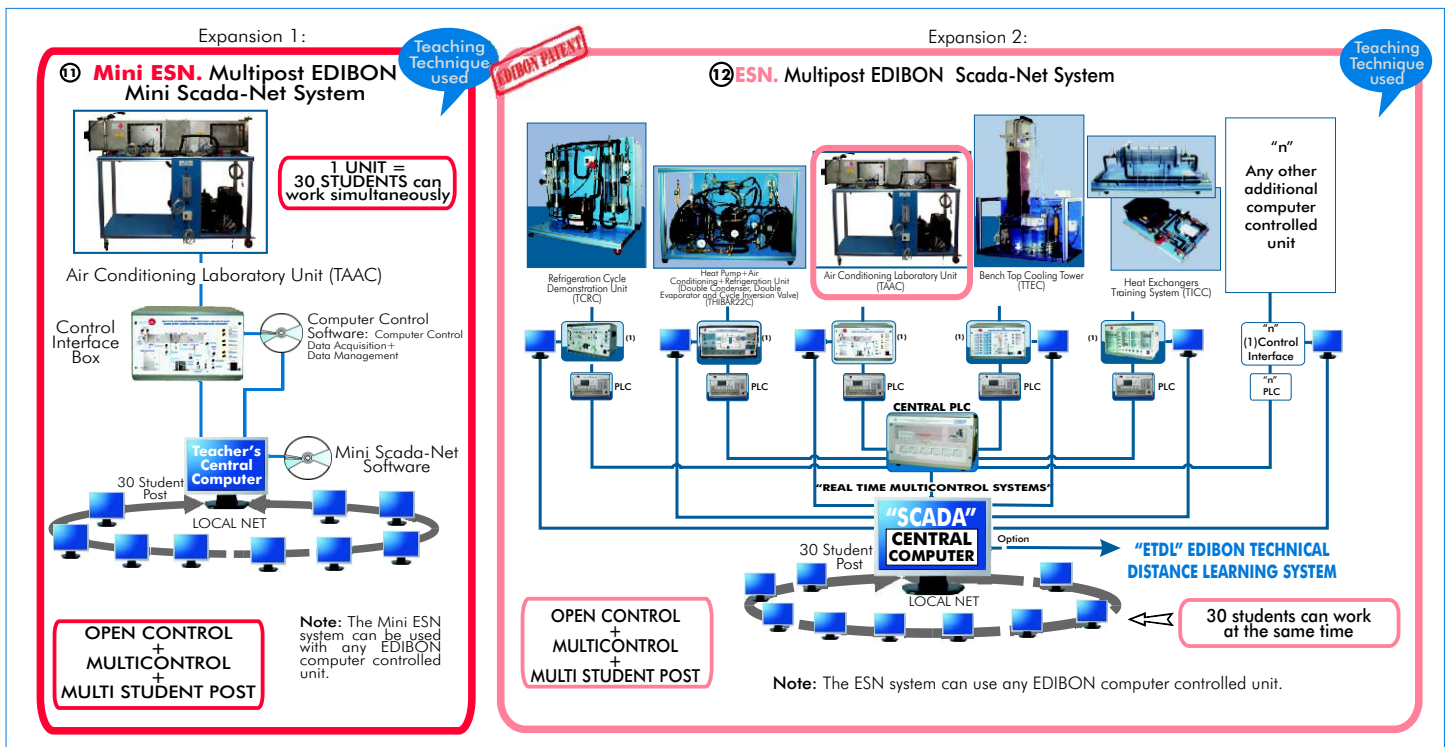 Expansion 1:
Teaching
Technique
used
⑪ Mini ESN. Multipost EDIBON
Mini Scada-Net System
1 UNIT =
30 STUDENTS can
work simultaneously
Air Conditioning Laboratory Unit (TAAC)
Control
Interface
Box
Computer Control
Software: Computer Control
Data Acquisition+
Data Management
Teacher's
Central
Computer
Mini Scada-Net
Software
30 Student
Post
LOCAL NET
OPEN CONTROL
+
MULTICONTROL
+
MULTI STUDENT POST
Note: The Mini ESN
system can be used
with any EDIBON
computer controlled
unit.
EDIBON PATENT
Expansion 2:
Teaching
Technique
used
⑫ESN. Multipost EDIBON Scada-Net System
Refrigeration Cycle
Demonstration Unit
(TCRC)
Heat Pump+Air
Conditioning+Refrigeration Unit
(Double Condenser, Double
Evaporator and Cycle Inversion Valve)
(THIBAR22C)
Air Conditioning Laboratory Unit
(TAAC)
Bench Top Cooling Tower
(TTEC)
Heat Exchangers
Training System (TICC)
"n"
Any other
additional
computer
controlled
unit
(1)
(1)
(1)
(1)
(1)
"n"
(1)Control
Interface
PLC
PLC
PLC
PLC
PLC
"n"
PLC
CENTRAL PLC
"REAL TIME MULTICONTROL SYSTEMS"
"SCADA"
CENTRAL
COMPUTER
Option
"ETDL" EDIBON TECHNICAL
DISTANCE LEARNING SYSTEM
30 Student
Post
LOCAL NET
30 students can work
at the same time
OPEN CONTROL
+
MULTICONTROL
+
MULTI STUDENT POST
Note: The ESN system can use any EDIBON computer controlled unit.